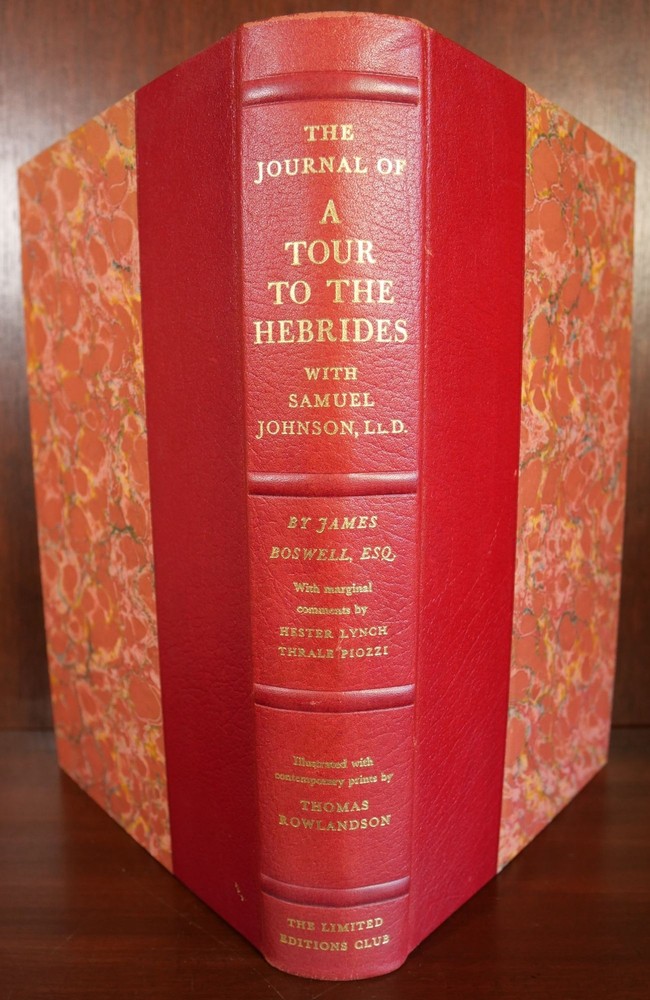 THE
JOURNAL OF
A
TOUR
TO THE
HEBRIDES
WITH
SAMUEL
JOHNSON, LL.D.
BY JAMES
BOSWELL, ESQ.
With marginal
comments by
HESTER LYNCH
THRALE PIOZZI
Illustrated with
contemporary prints by
THOMAS
ROWLANDSON
THE LIMITED
EDITIONS CLUB